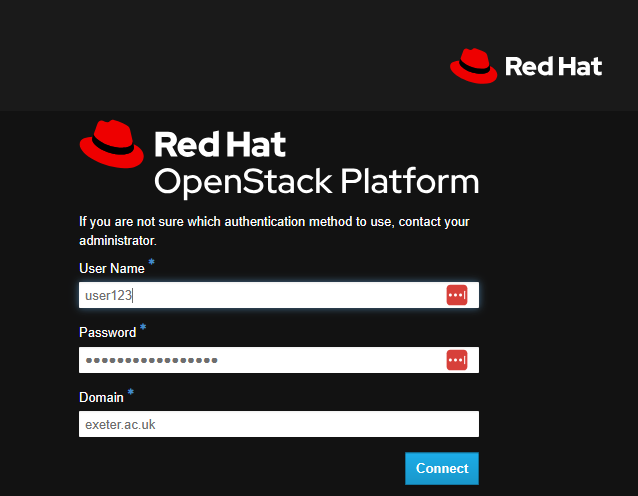 Red Hat
Red Hat
OpenStack Platform
If you are not sure which authentication method to use, contact your
administrator.
User Name *
user123
Password *
•••••••••••••••••
Domain *
exeter.ac.uk
Connect